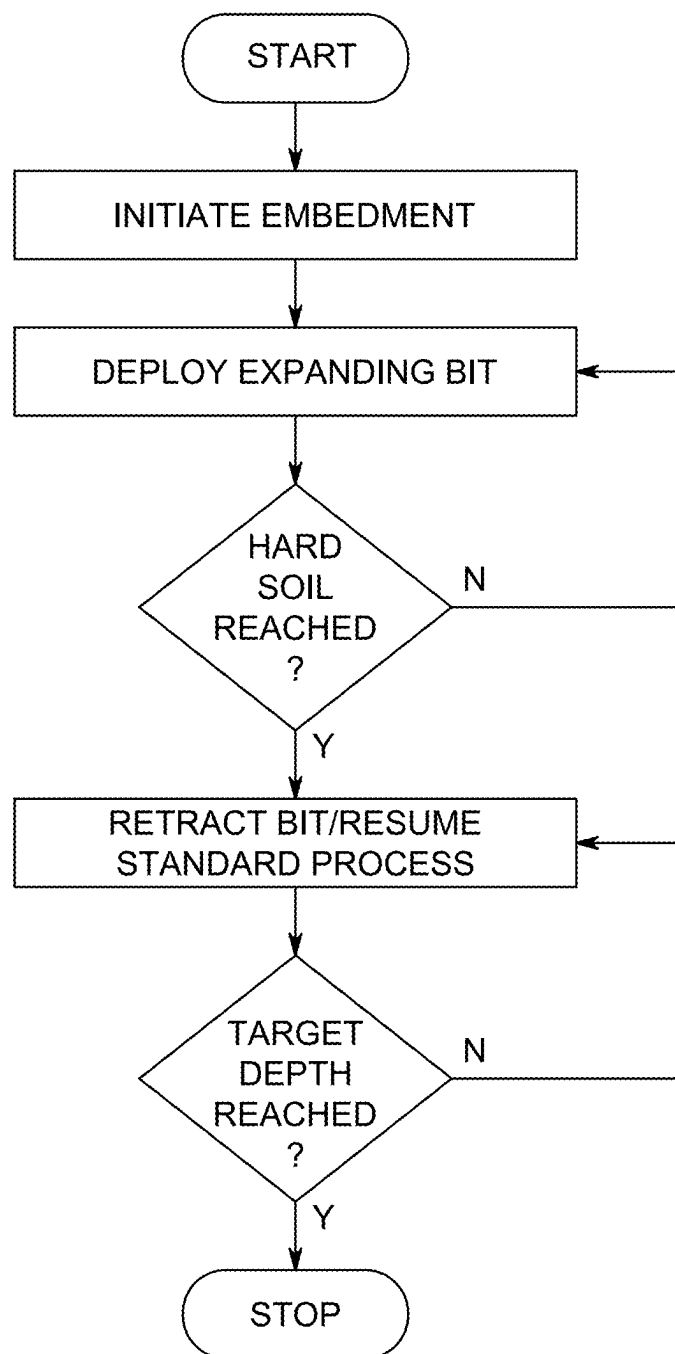 START
INITIATE EMBEDMENT
DEPLOY EXPANDING BIT
HARD
SOIL
REACHED
?
N
Y
RETRACT BIT/RESUME
STANDARD PROCESS
TARGET
DEPTH
REACHED
?
N
Y
STOP